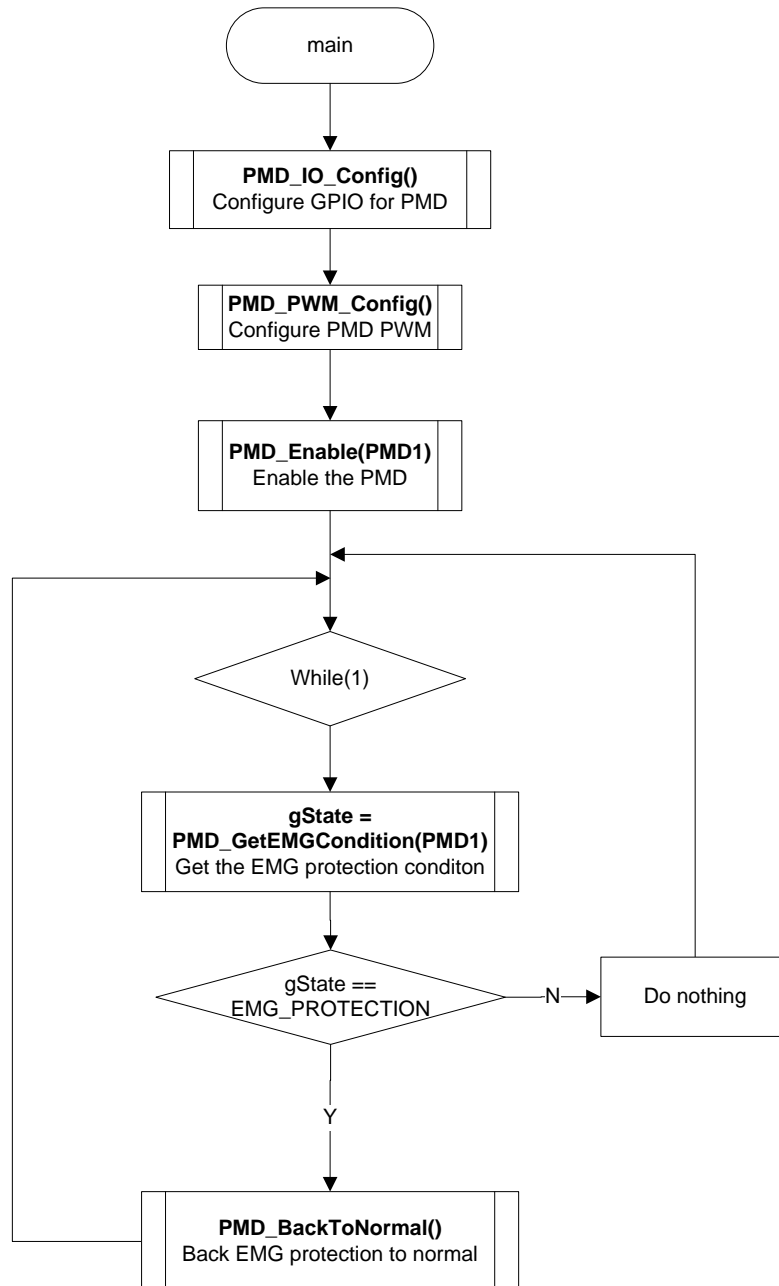 main
PMD_IO_Config()
Configure GPIO for PMD
PMD_PWM_Config()
Configure PMD PWM
PMD_Enable(PMD1)
Enable the PMD
While(1)
gState =
PMD_GetEMGCondition(PMD1)
Get the EMG protection conditon
gState ==
EMG_PROTECTION
N
Do nothing
Y
PMD_BackToNormal()
Back EMG protection to normal